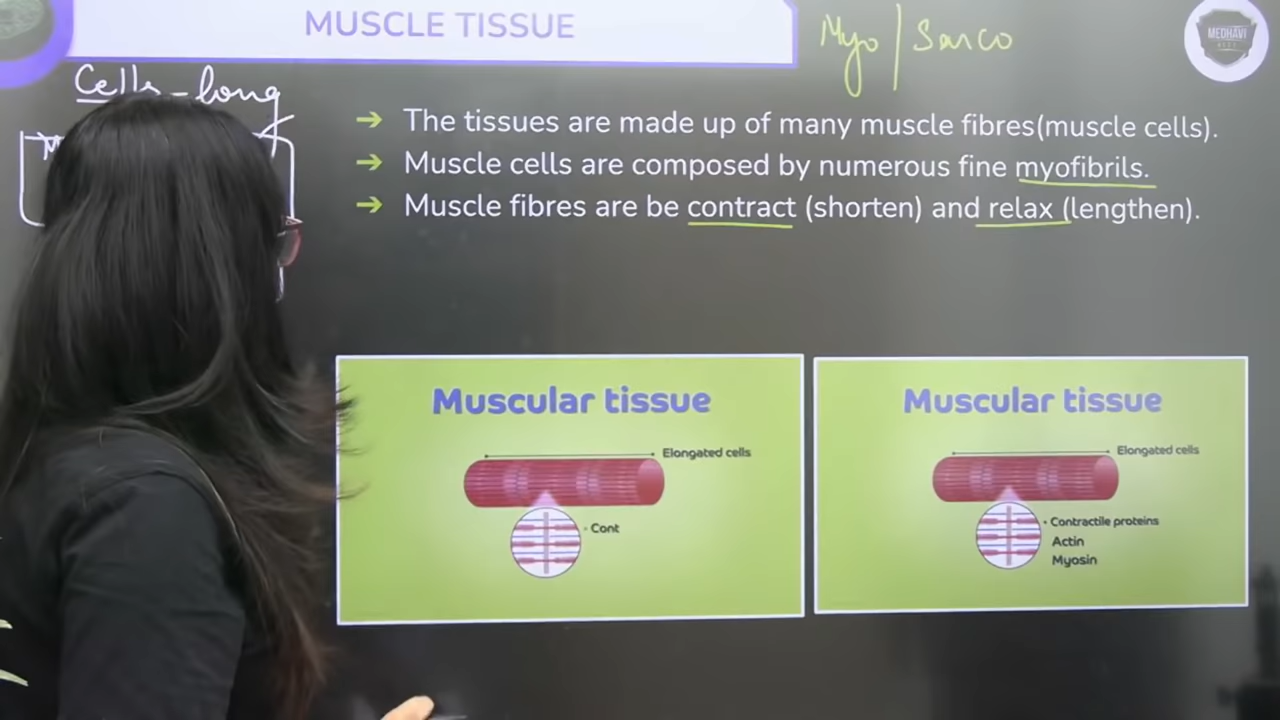 MUSCLE TISSUE
Myo | Sarco
MEDHAVI
Cells - long
→ The tissues are made up of many muscle fibres(muscle cells).
→ Muscle cells are composed by numerous fine myofibrils.
→ Muscle fibres are be contract (shorten) and relax (lengthen).
Muscular tissue
Elongated cells
Cont
Muscular tissue
Elongated cells
• Contractile proteins
Actin
Myosin